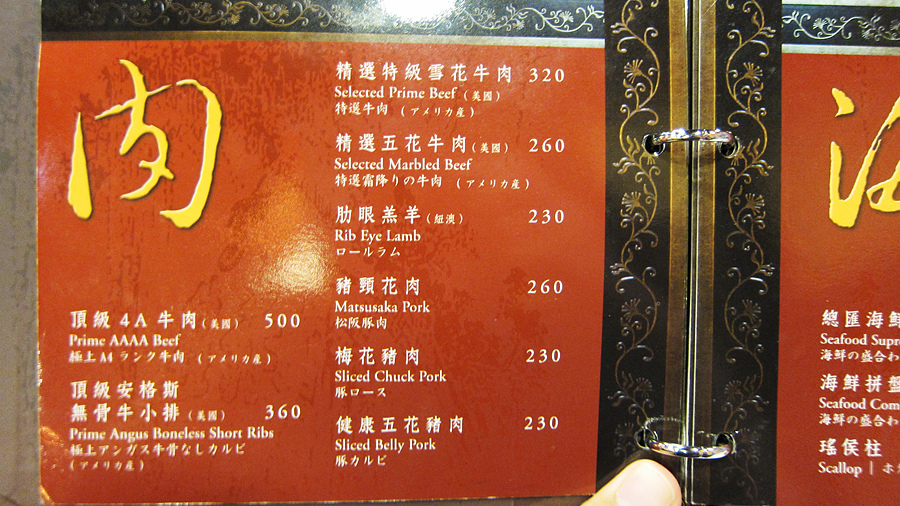 肉
頂級 4A 牛肉(美國) 500
Prime AAAA Beef
極上 A4 ランク牛肉 (アメリカ産)
頂級安格斯
無骨牛小排(美國) 360
Prime Angus Boneless Short Ribs
極上アンガス牛骨なしカルビ
(アメリカ産)
精選特級雪花牛肉 320
Selected Prime Beef (美國)
特選牛肉 (アメリカ産)
精選五花牛肉(美國) 260
Selected Marbled Beef
特選霜降りの牛肉 (アメリカ産)
肋眼羔羊(紐澳) 230
Rib Eye Lamb
ロールラム
豬頸花肉 260
Matsusaka Pork
松阪豚肉
梅花豬肉 230
Sliced Chuck Pork
豚ロース
健康五花豬肉 230
Sliced Belly Pork
豚カルビ
總匯海鮮
Seafood Supr
海鮮の盛合わ
海鮮拼盤
Seafood Com
海鮮の盛合わ
瑤侯柱
Scallop | ホ